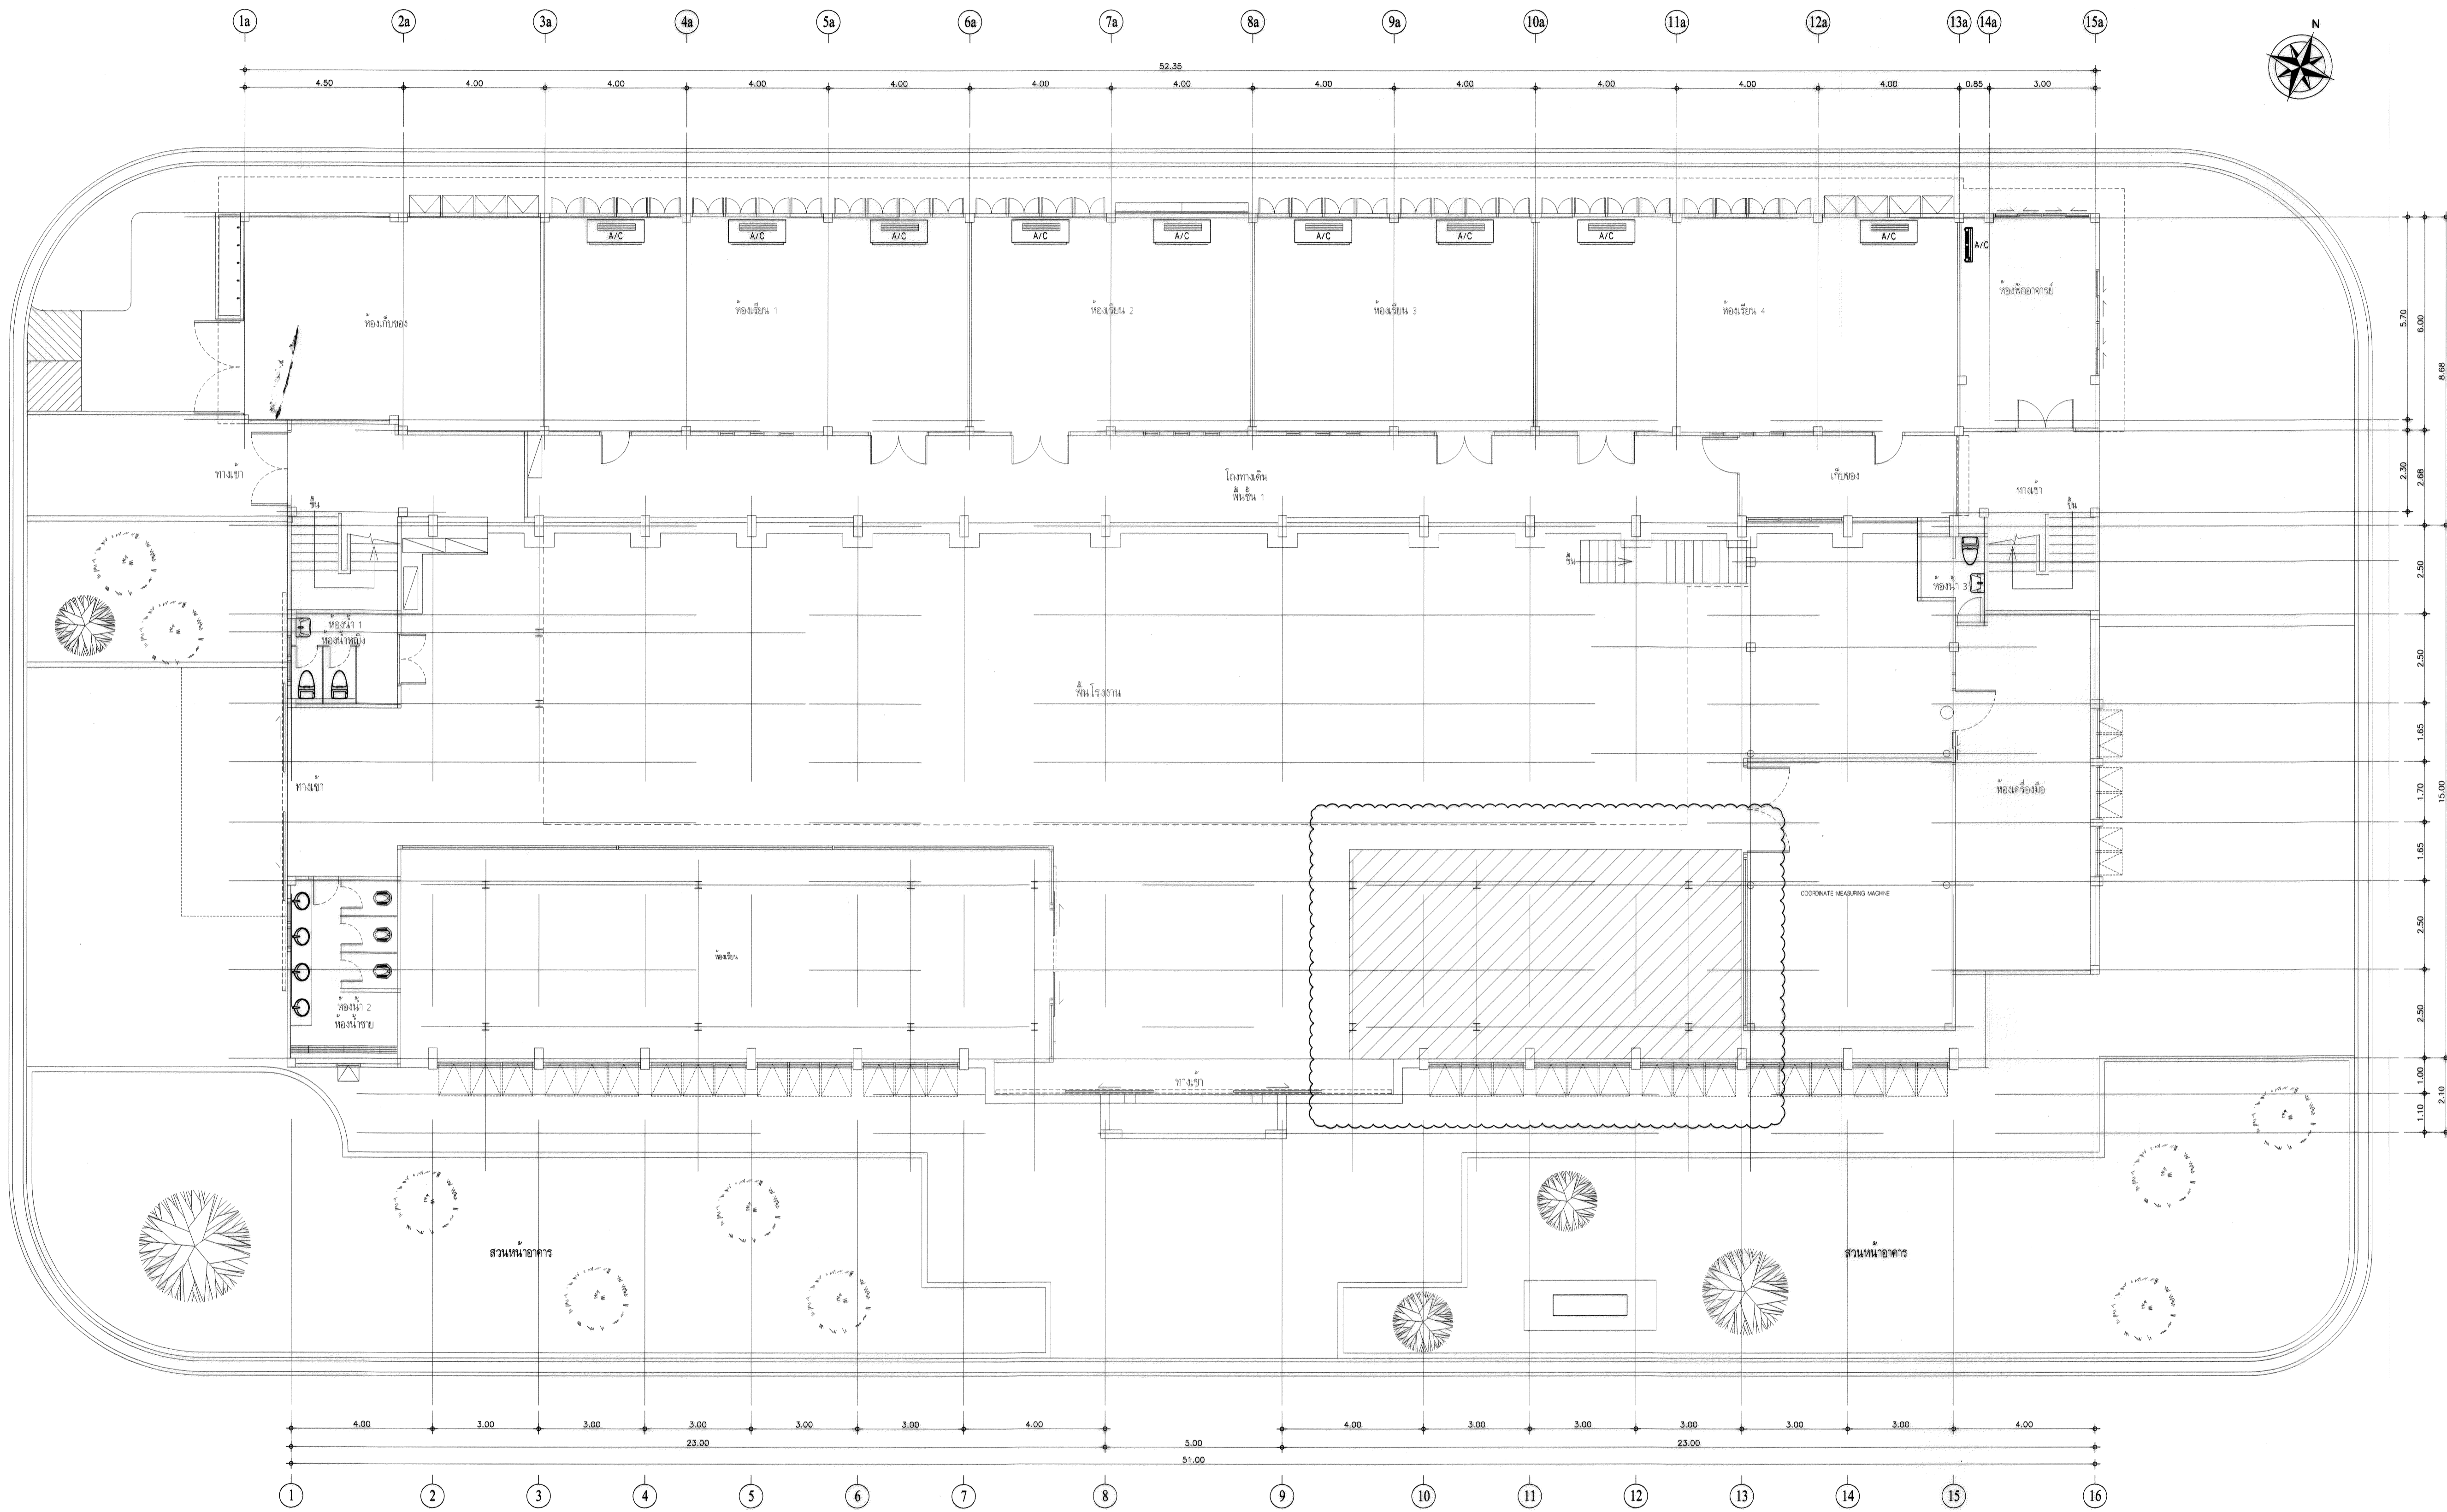 1a 2a 3a 4a 5a 6a 7a 8a 9a 10a 11a 12a 13a 14a 15a
N
52.35
4.50 4.00 4.00 4.00 4.00 4.00 4.00 4.00 4.00 4.00 4.00 4.00 0.85 3.00
A/C A/C A/C A/C A/C A/C A/C A/C A/C A/C
ห้องเก็บของ
ห้องเรียน 1
ห้องเรียน 2
ห้องเรียน 3
ห้องเรียน 4
ห้องพักอาจารย์
5.70
6.00
8.68
ทางเข้า
โถงทางเดิน
พื้นชั้น 1
เก็บของ
ทางเข้า
2.30
2.68
ขึ้น
ขึ้น
ขึ้น
ห้องน้ำ 3
2.50
ห้องน้ำ 1
ห้องน้ำหญิง
พื้นโรงงาน
2.50
1.65
ทางเข้า
ห้องเครื่องมือ
1.70
15.00
1.65
COORDINATE MEASURING MACHINE
2.50
ห้องเรียน
ห้องน้ำ 2
ห้องน้ำชาย
2.50
ทางเข้า
1.00
1.10
2.10
สวนหน้าอาคาร
สวนหน้าอาคาร
4.00 3.00 3.00 3.00 3.00 3.00 4.00 4.00 3.00 3.00 3.00 3.00 3.00 4.00
23.00 5.00 23.00
51.00
1 2 3 4 5 6 7 8 9 10 11 12 13 14 15 16